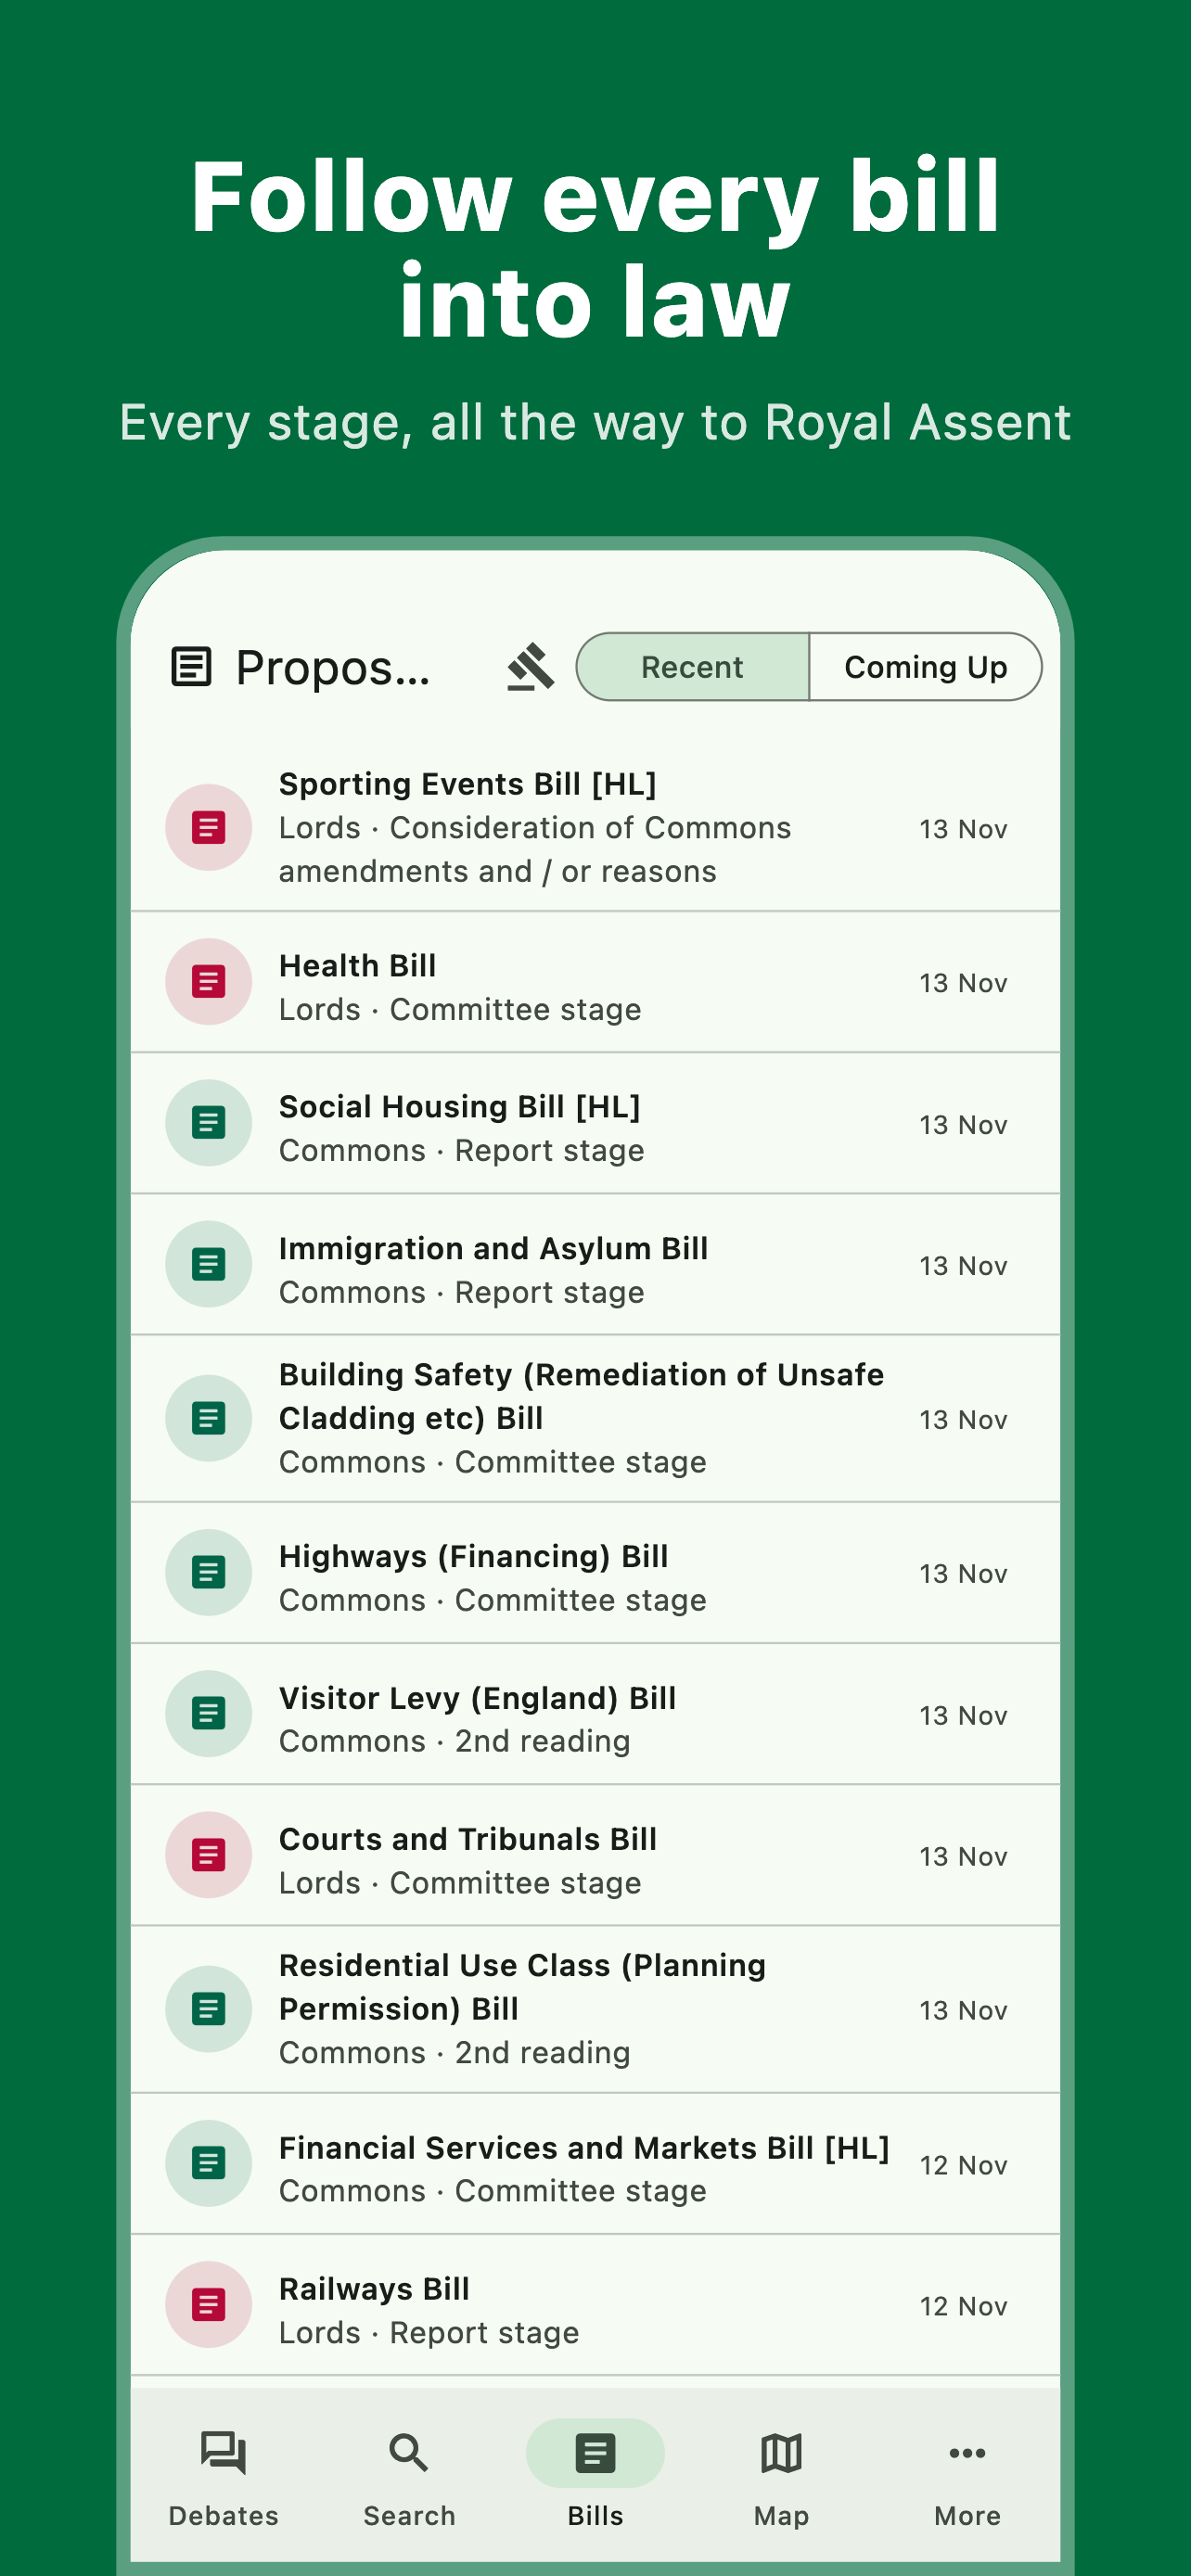 Follow every bill
into law
Every stage, all the way to Royal Assent
Propos...
Recent
Coming Up
Sporting Events Bill [HL]
Lords · Consideration of Commons
amendments and / or reasons
13 Nov
Health Bill
Lords · Committee stage
13 Nov
Social Housing Bill [HL]
Commons · Report stage
13 Nov
Immigration and Asylum Bill
Commons · Report stage
13 Nov
Building Safety (Remediation of Unsafe
Cladding etc) Bill
Commons · Committee stage
13 Nov
Highways (Financing) Bill
Commons · Committee stage
13 Nov
Visitor Levy (England) Bill
Commons · 2nd reading
13 Nov
Courts and Tribunals Bill
Lords · Committee stage
13 Nov
Residential Use Class (Planning
Permission) Bill
Commons · 2nd reading
13 Nov
Financial Services and Markets Bill [HL]
Commons · Committee stage
12 Nov
Railways Bill
Lords · Report stage
12 Nov
Debates
Search
Bills
Map
More